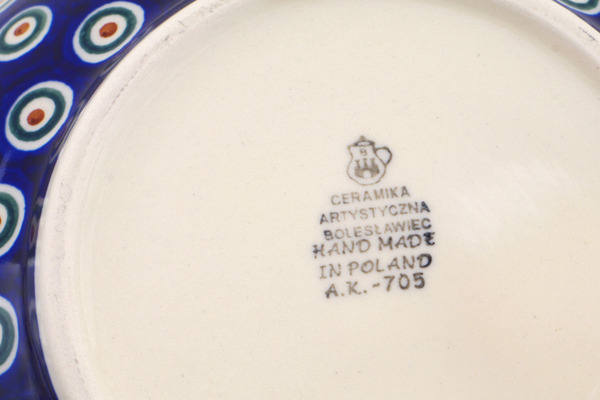 B
CERAMIKA
ARTYSTYCZNA
BOLESŁAWIEC
HAND MADE
IN POLAND
A.K.-705